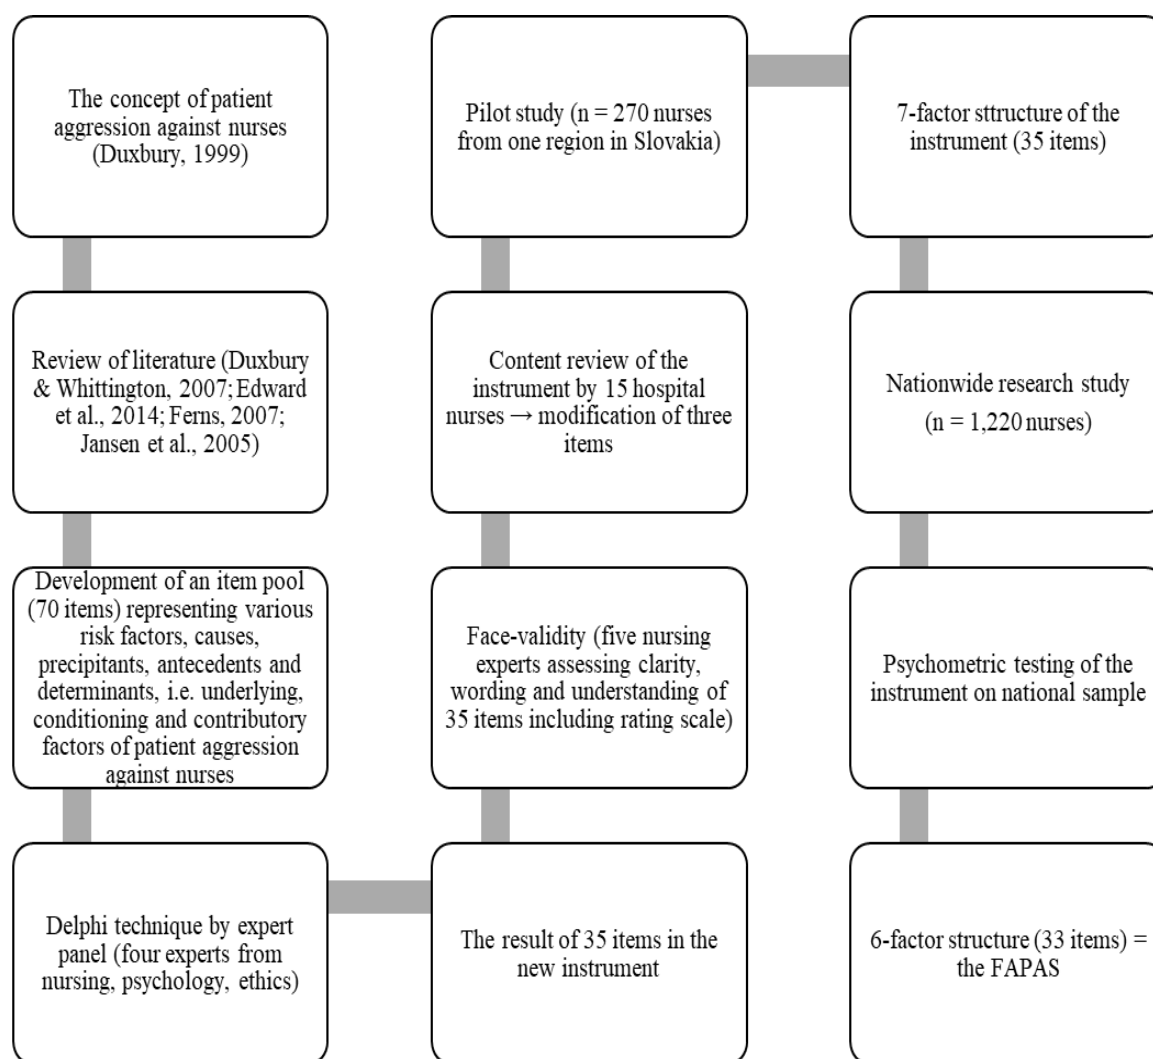 The concept of patient
aggression against nurses
(Duxbury, 1999)
Review of literature (Duxbury
& Whittington, 2007; Edward
et al., 2014; Ferns, 2007;
Jansen et al., 2005)
Development of an item pool
(70 items) representing various
risk factors, causes,
precipitants, antecedents and
determinants, i.e. underlying,
conditioning and contributory
factors of patient aggression
against nurses
Delphi technique by expert
panel (four experts from
nursing, psychology, ethics)
The result of 35 items in the
new instrument
Face-validity (five nursing
experts assessing clarity,
wording and understanding of
35 items including rating scale)
Content review of the
instrument by 15 hospital
nurses → modification of three
items
Pilot study (n = 270 nurses
from one region in Slovakia)
7-factor sttructure of the
instrument (35 items)
Nationwide research study
(n = 1,220 nurses)
Psychometric testing of the
instrument on national sample
6-factor structure (33 items) =
the FAPAS